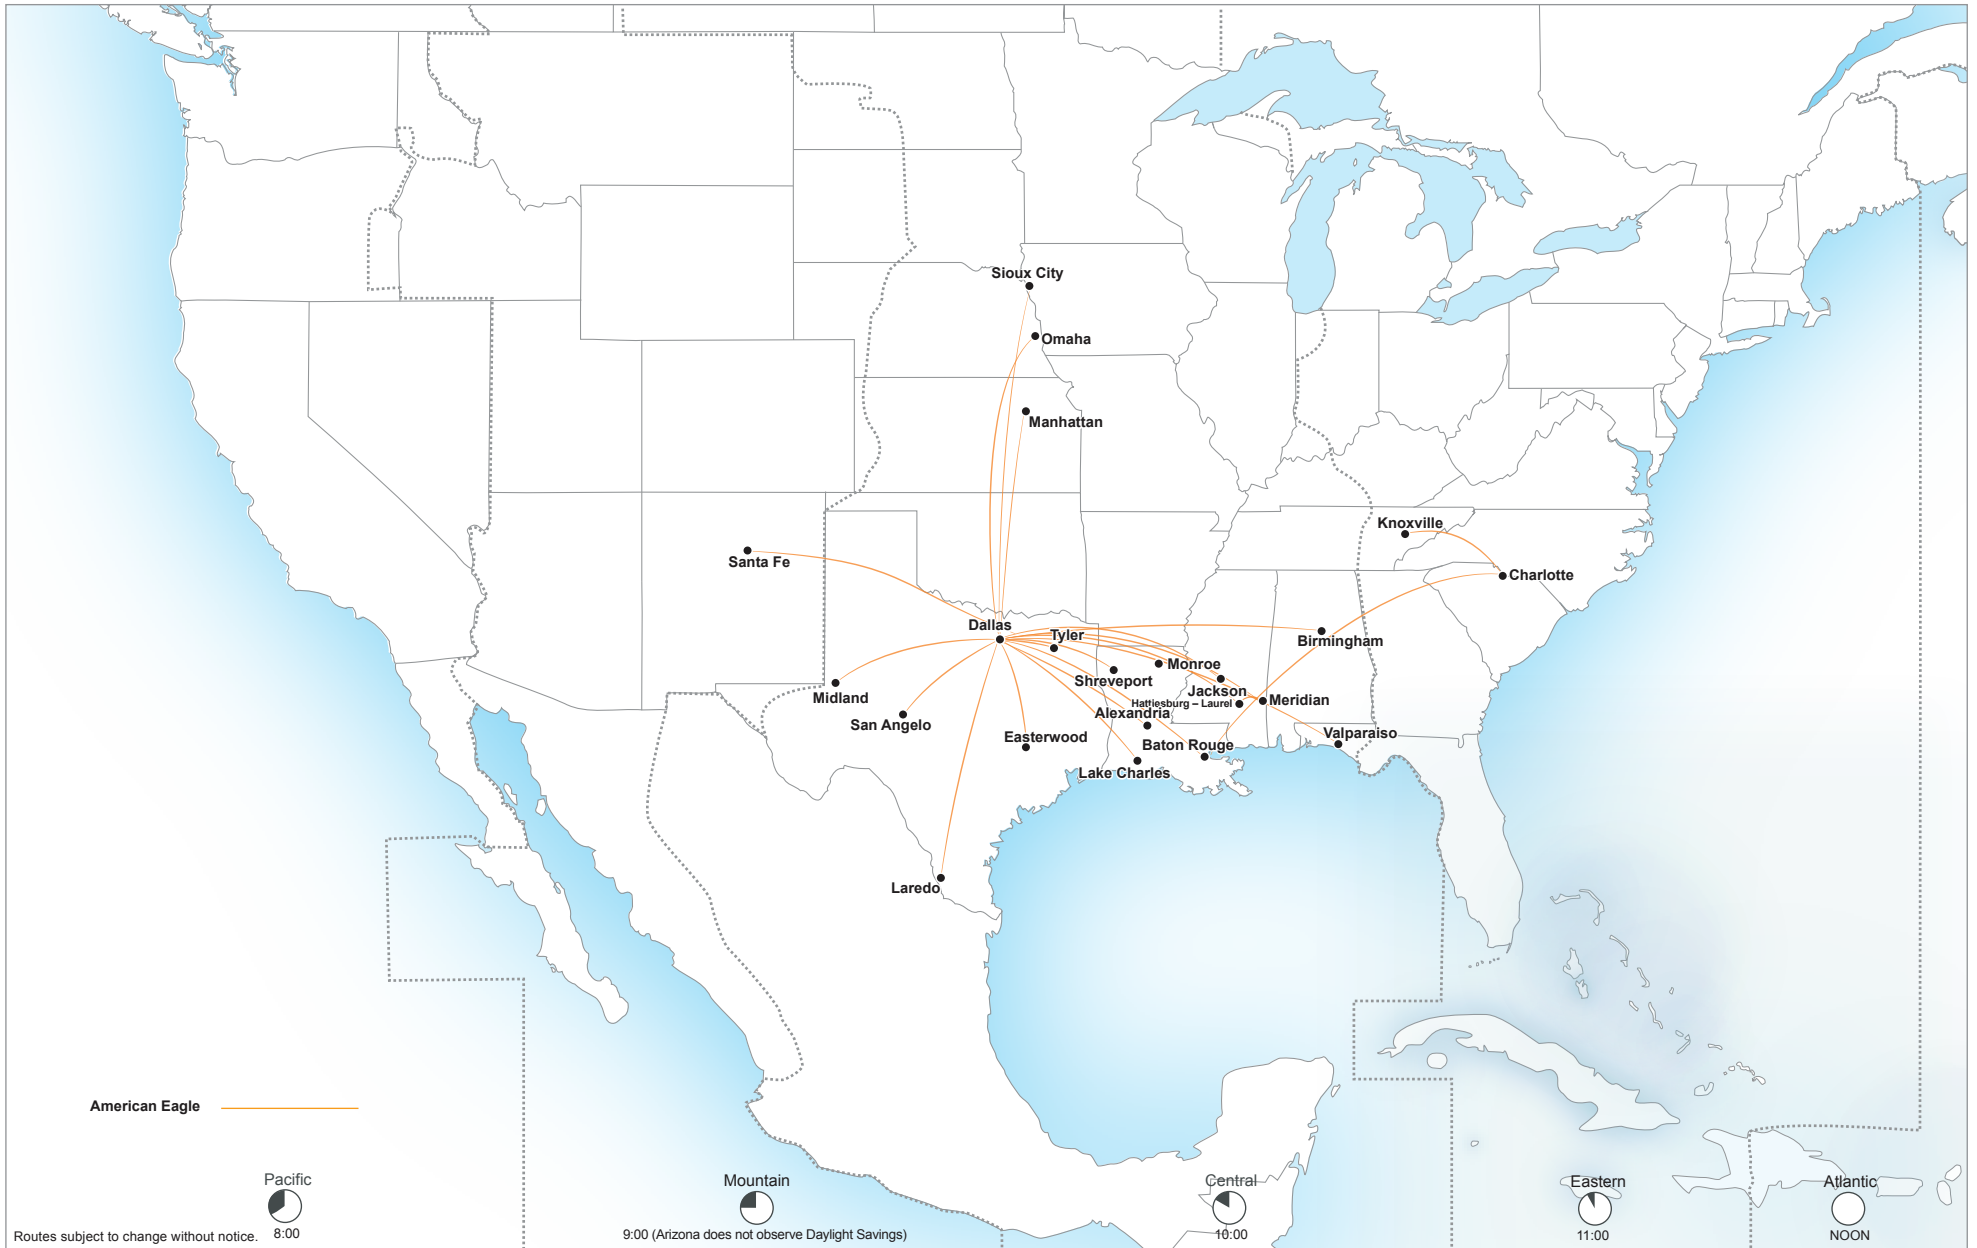 Sioux City
Omaha
Manhattan
Knoxville
Santa Fe
Charlotte
Dallas
Tyler
Birmingham
Monroe
Shreveport
Midland
Jackson
Hattiesburg – Laurel
Meridian
San Angelo
Alexandria
Easterwood
Baton Rouge
Valparaiso
Lake Charles
Laredo
American Eagle
Pacific
Mountain
Central
Eastern
Atlantic
Routes subject to change without notice.
8:00
9:00 (Arizona does not observe Daylight Savings)
10:00
11:00
NOON